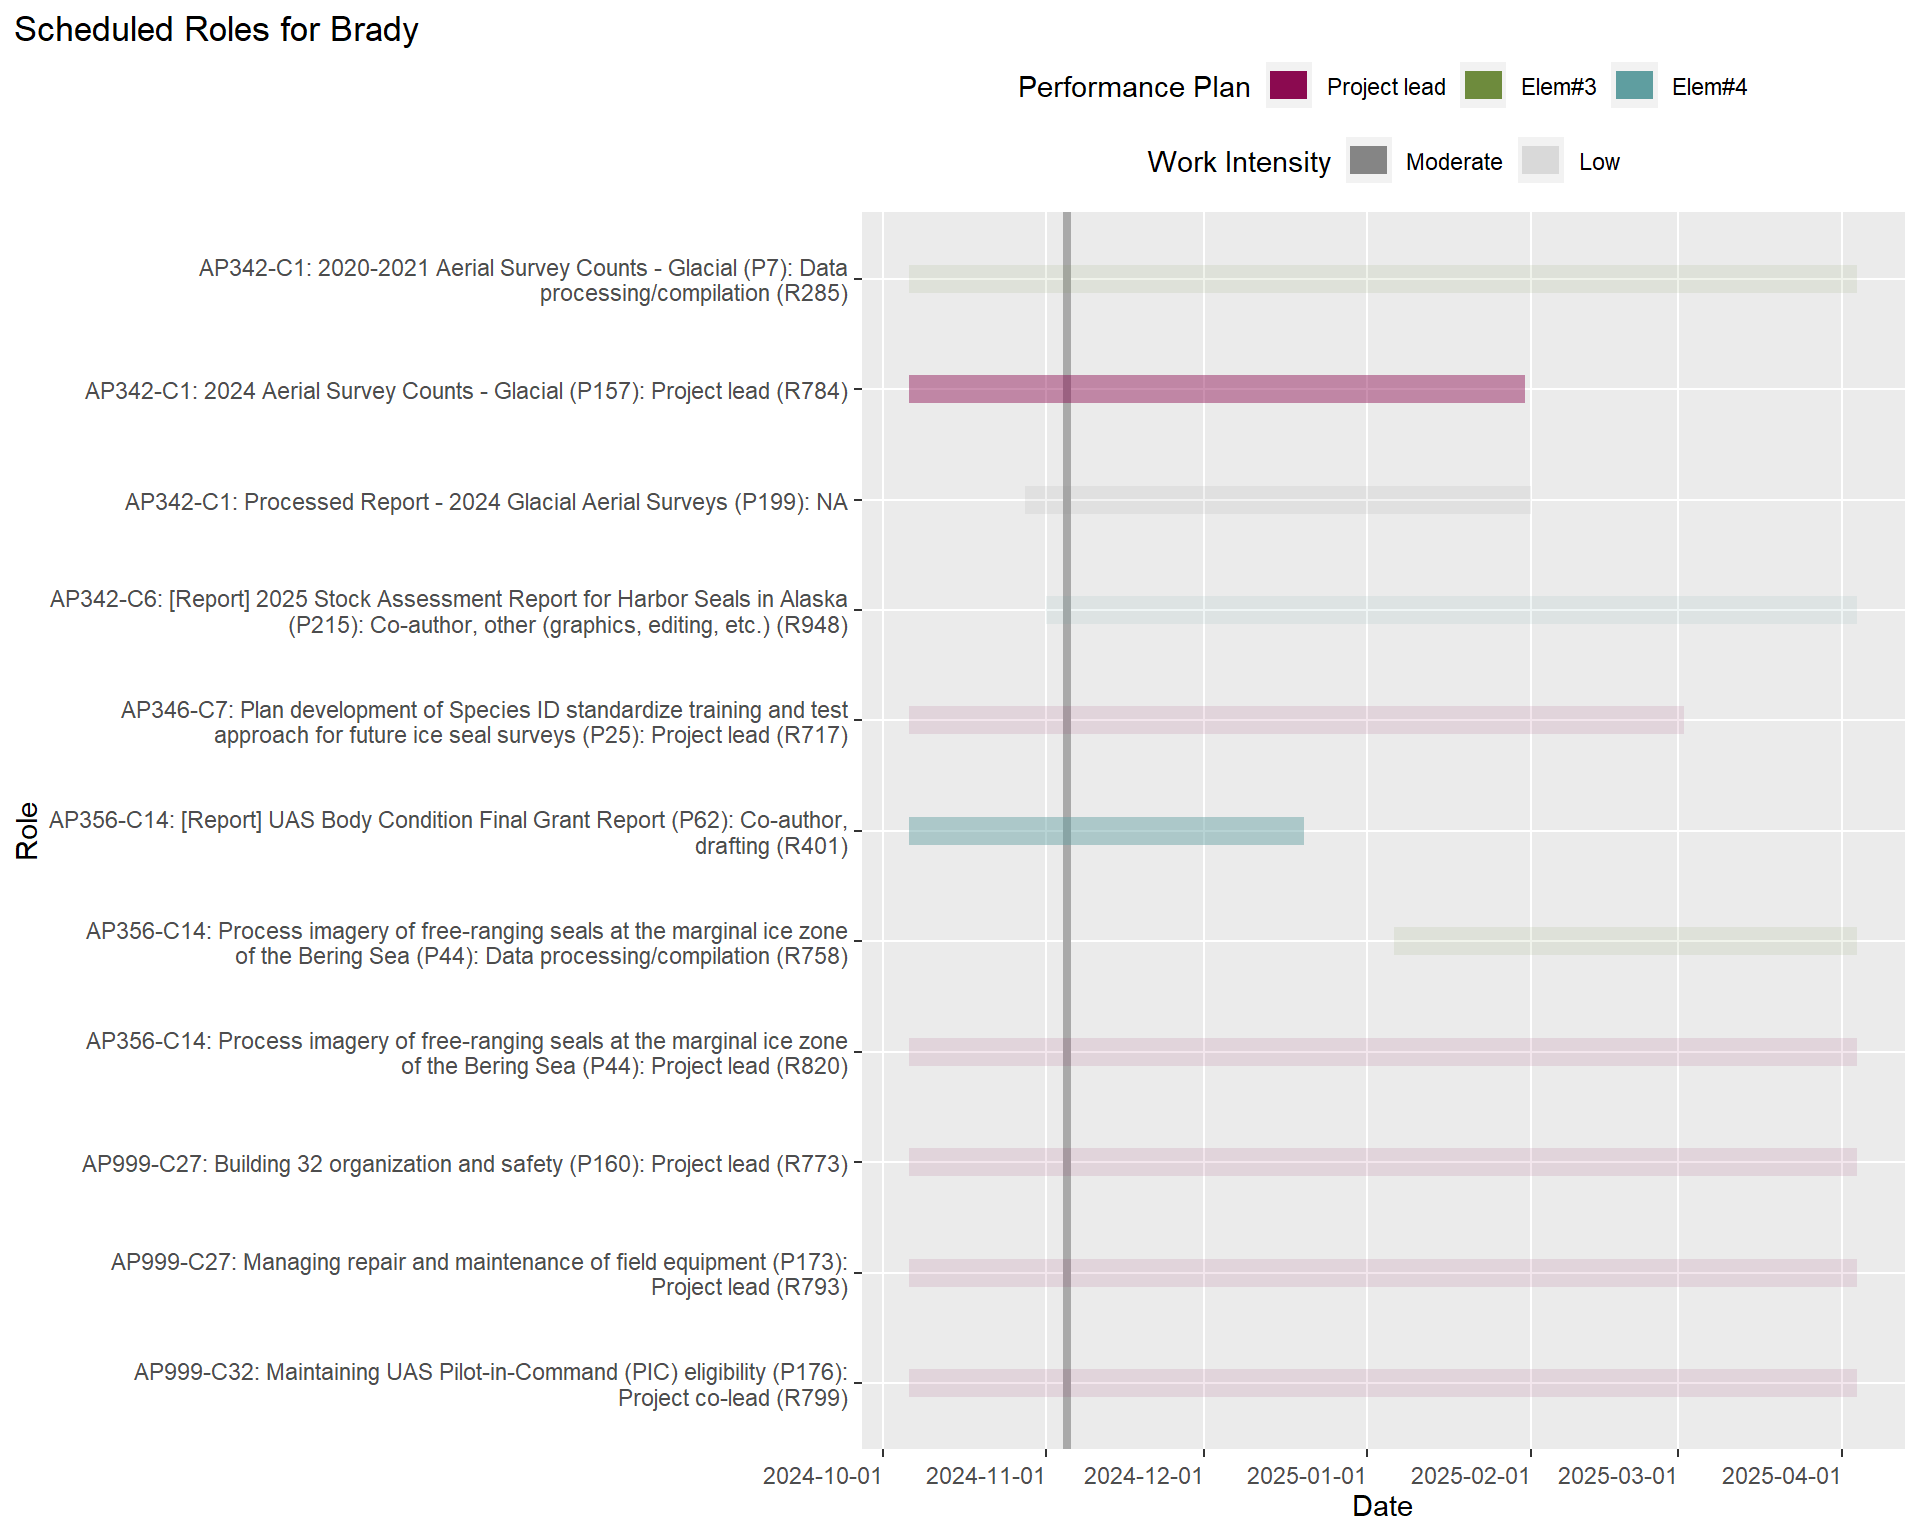 Scheduled Roles for Brady
Performance Plan Project lead Elem#3 Elem#4
Work Intensity Moderate Low
AP342-C1: 2020-2021 Aerial Survey Counts - Glacial (P7): Data
processing/compilation (R285)
AP342-C1: 2024 Aerial Survey Counts - Glacial (P157): Project lead (R784)
AP342-C1: Processed Report - 2024 Glacial Aerial Surveys (P199): NA
AP342-C6: [Report] 2025 Stock Assessment Report for Harbor Seals in Alaska
(P215): Co-author, other (graphics, editing, etc.) (R948)
AP346-C7: Plan development of Species ID standardize training and test
approach for future ice seal surveys (P25): Project lead (R717)
AP356-C14: [Report] UAS Body Condition Final Grant Report (P62): Co-author,
drafting (R401)
AP356-C14: Process imagery of free-ranging seals at the marginal ice zone
of the Bering Sea (P44): Data processing/compilation (R758)
AP356-C14: Process imagery of free-ranging seals at the marginal ice zone
of the Bering Sea (P44): Project lead (R820)
AP999-C27: Building 32 organization and safety (P160): Project lead (R773)
AP999-C27: Managing repair and maintenance of field equipment (P173):
Project lead (R793)
AP999-C32: Maintaining UAS Pilot-in-Command (PIC) eligibility (P176):
Project co-lead (R799)
Role
2024-10-01 2024-11-01 2024-12-01 2025-01-01 2025-02-01 2025-03-01 2025-04-01
Date